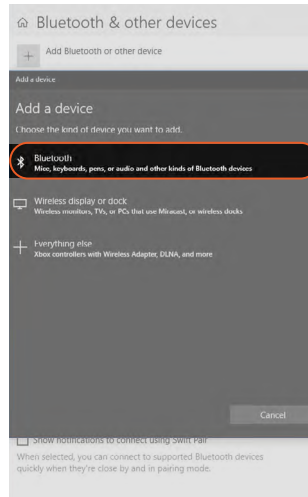 Bluetooth & other devices
Add Bluetooth or other device
Add a device
Add a device
Choose the kind of device you want to add.
Bluetooth
Mice, keyboards, pens, or audio and other kinds of Bluetooth devices
Wireless display or dock
Wireless monitors, TVs, or PCs that use Miracast, or wireless docks
Everything else
Xbox controllers with Wireless Adapter, DLNA, and more
Cancel
Show notifications to connect using Swift Pair
When selected, you can connect to supported Bluetooth devices
quickly when they're close by and in pairing mode.